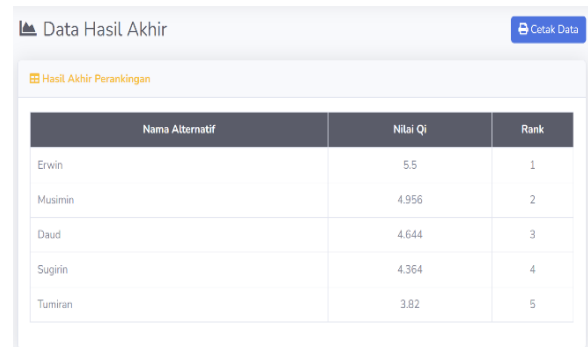 Data Hasil Akhir
Cetak Data
Hasil Akhir Perankingan
Nama Alternatif Nilai Qi Rank
Erwin 5.5 1
Musimin 4.956 2
Daud 4.644 3
Sugirin 4.364 4
Tumiran 3.82 5